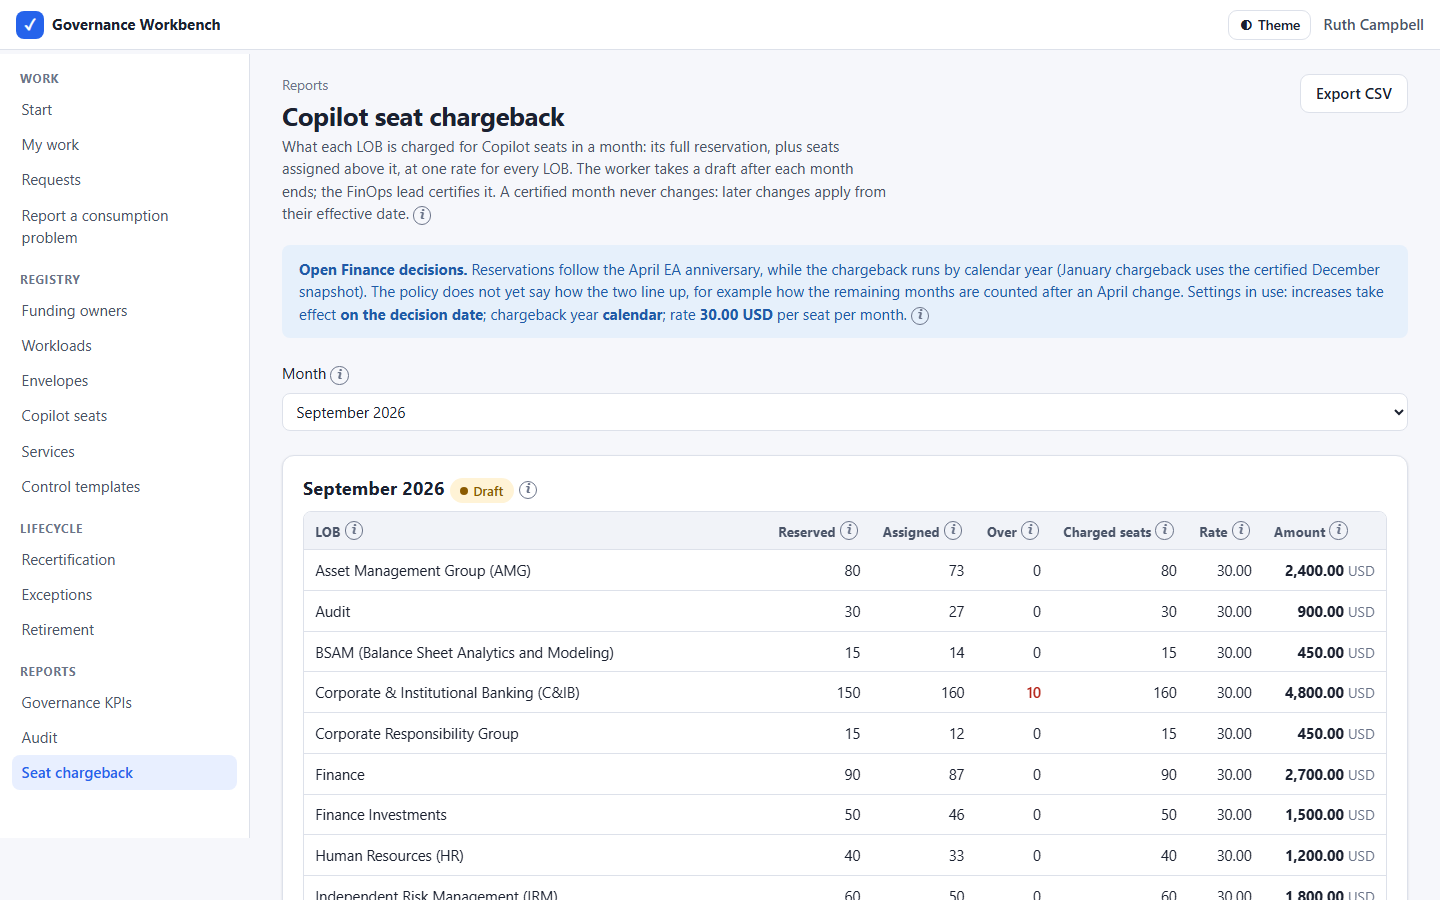 Governance Workbench
Theme
Ruth Campbell
WORK
Start
My work
Requests
Report a consumption
problem
REGISTRY
Funding owners
Workloads
Envelopes
Copilot seats
Services
Control templates
LIFECYCLE
Recertification
Exceptions
Retirement
REPORTS
Governance KPIs
Audit
Seat chargeback
Reports
Export CSV
Copilot seat chargeback
What each LOB is charged for Copilot seats in a month: its full reservation, plus seats
assigned above it, at one rate for every LOB. The worker takes a draft after each month
ends; the FinOps lead certifies it. A certified month never changes: later changes apply from
their effective date. i
Open Finance decisions. Reservations follow the April EA anniversary, while the chargeback runs by calendar year (January chargeback uses the certified December
snapshot). The policy does not yet say how the two line up, for example how the remaining months are counted after an April change. Settings in use: increases take
effect on the decision date; chargeback year calendar; rate 30.00 USD per seat per month. i
Month i
September 2026
September 2026 Draft i
LOB i Reserved i Assigned i Over i Charged seats i Rate i Amount i
Asset Management Group (AMG) 80 73 0 80 30.00 2,400.00 USD
Audit 30 27 0 30 30.00 900.00 USD
BSAM (Balance Sheet Analytics and Modeling) 15 14 0 15 30.00 450.00 USD
Corporate & Institutional Banking (C&IB) 150 160 10 160 30.00 4,800.00 USD
Corporate Responsibility Group 15 12 0 15 30.00 450.00 USD
Finance 90 87 0 90 30.00 2,700.00 USD
Finance Investments 50 46 0 50 30.00 1,500.00 USD
Human Resources (HR) 40 33 0 40 30.00 1,200.00 USD
Independent Risk Management (IRM) 60 50 0 60 30.00 1,800.00 USD